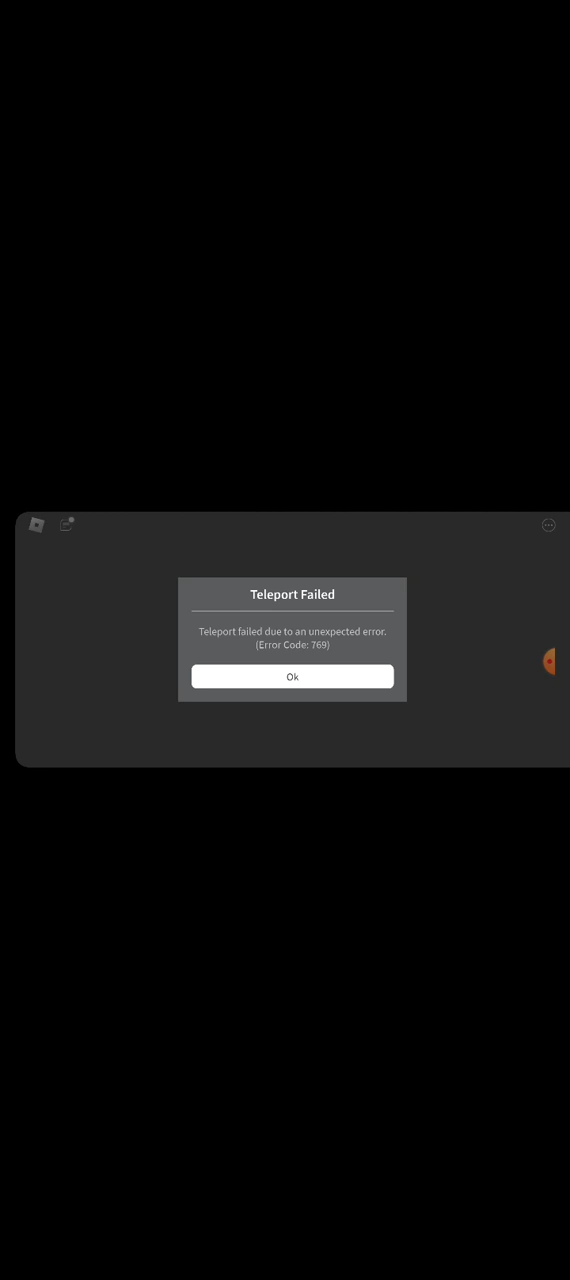 Teleport Failed
Teleport failed due to an unexpected error.
(Error Code: 769)
Ok